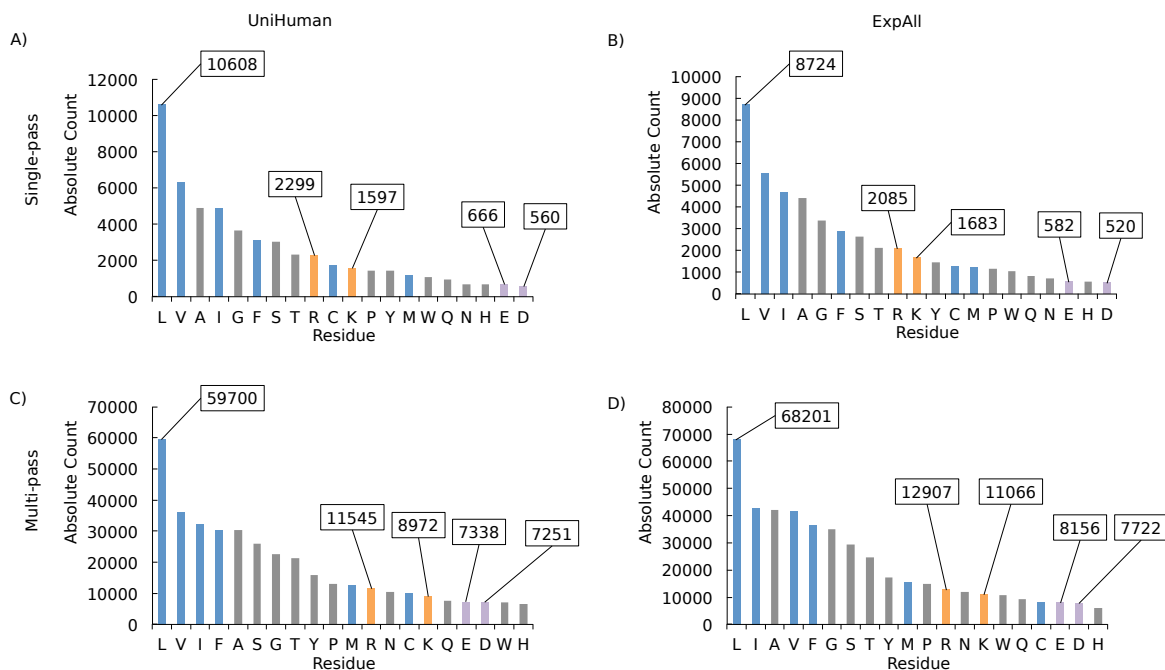 UniHuman
ExpAll
A)
Single-pass
Absolute Count
12000
10000
8000
6000
4000
2000
0
10608
2299
1597
666
560
L V A I G F S T R C K P Y M W Q N H E D
Residue
B)
Absolute Count
10000
9000
8000
7000
6000
5000
4000
3000
2000
1000
0
8724
2085
1683
582
520
L V I A G F S T R K Y C M P W Q N E H D
Residue
C)
Multi-pass
Absolute Count
70000
60000
50000
40000
30000
20000
10000
0
59700
11545
8972
7338
7251
L V I F A S G T Y P M R N C K Q E D W H
Residue
D)
Absolute Count
80000
70000
60000
50000
40000
30000
20000
10000
0
68201
12907
11066
8156
7722
L I A V F G S T Y M P R N K W Q C E D H
Residue